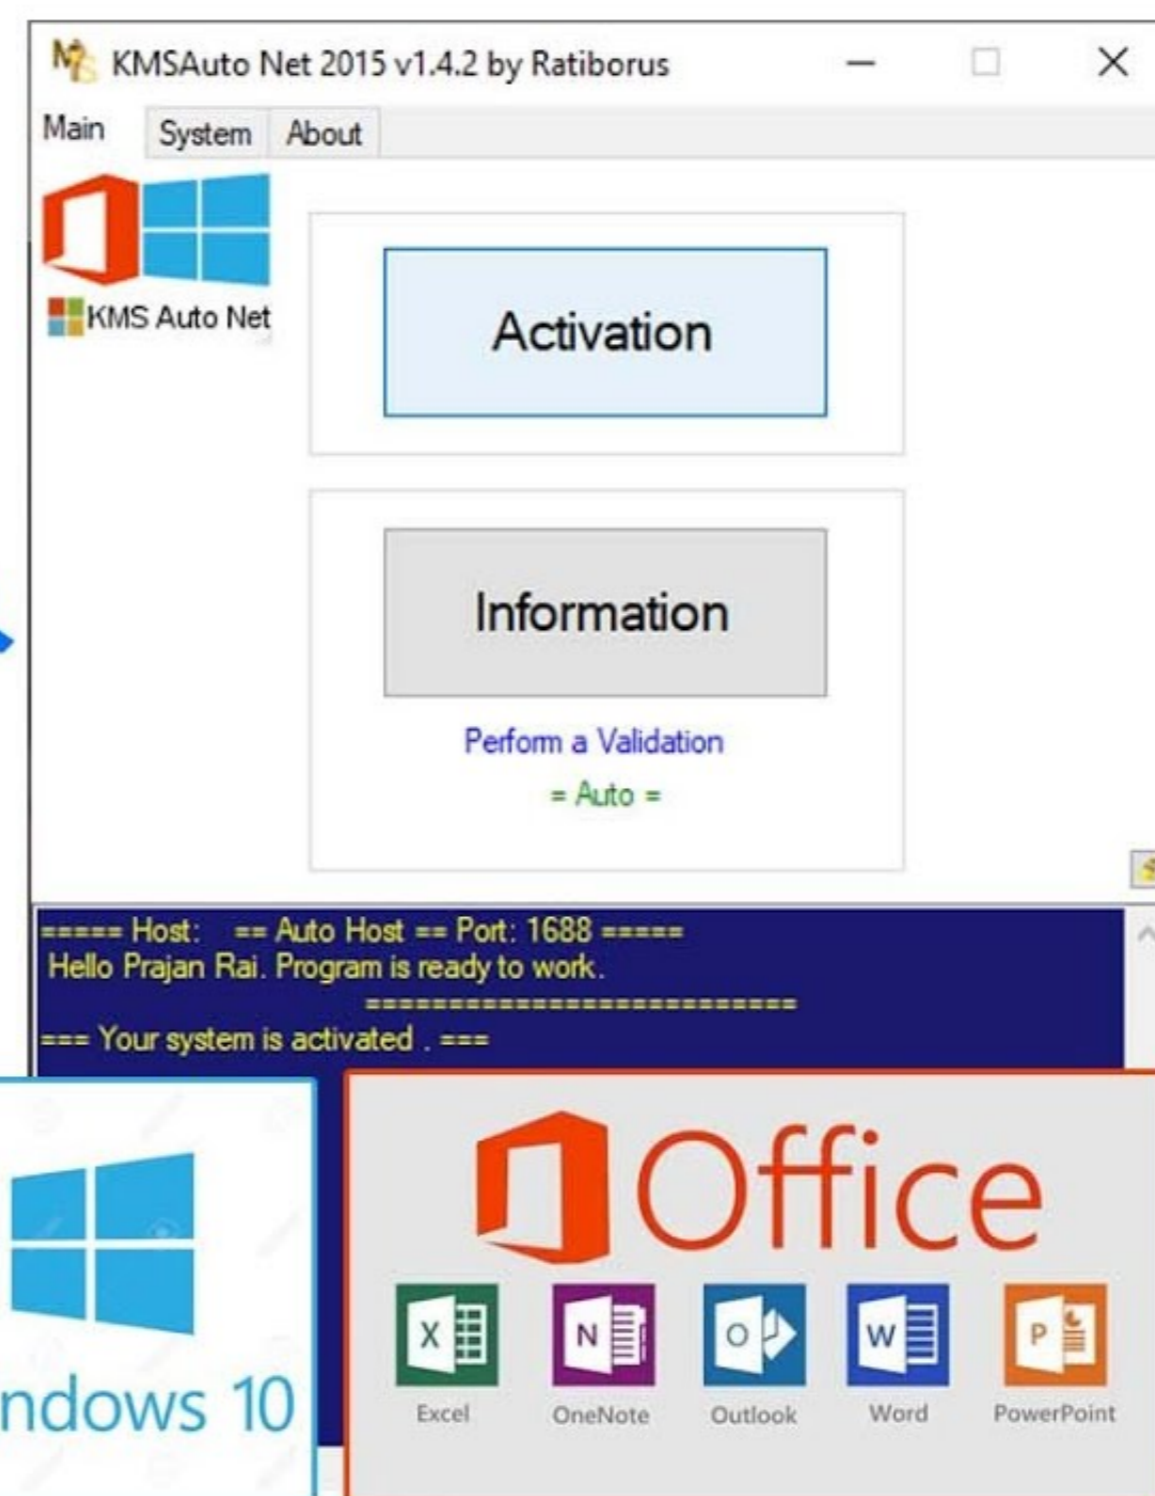 KMSAuto Net 2015 v1.4.2 by Ratiborus
Main System About
KMS Auto Net
Activation
Information
Perform a Validation
= Auto =
===== Host: == Auto Host == Port: 1688 =====
Hello Prajan Rai. Program is ready to work.
==========================
=== Your system is activated . ===
ndows 10
Office
Excel OneNote Outlook Word PowerPoint